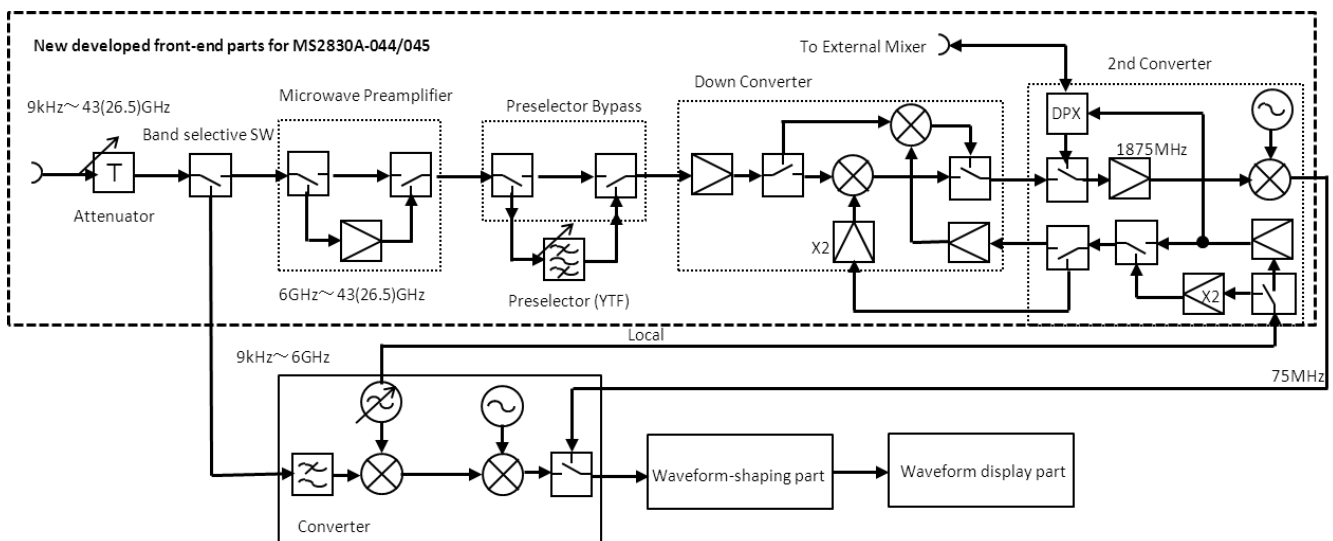 New developed front-end parts for MS2830A-044/045
To External Mixer
2nd Converter
9kHz～43(26.5)GHz
Microwave Preamplifier
Preselector Bypass
Down Converter
Band selective SW
DPX
T
1875MHz
Attenuator
X2
6GHz～43(26.5)GHz
Preselector (YTF)
X2
Local
9kHz～6GHz
75MHz
Waveform-shaping part
Waveform display part
Converter